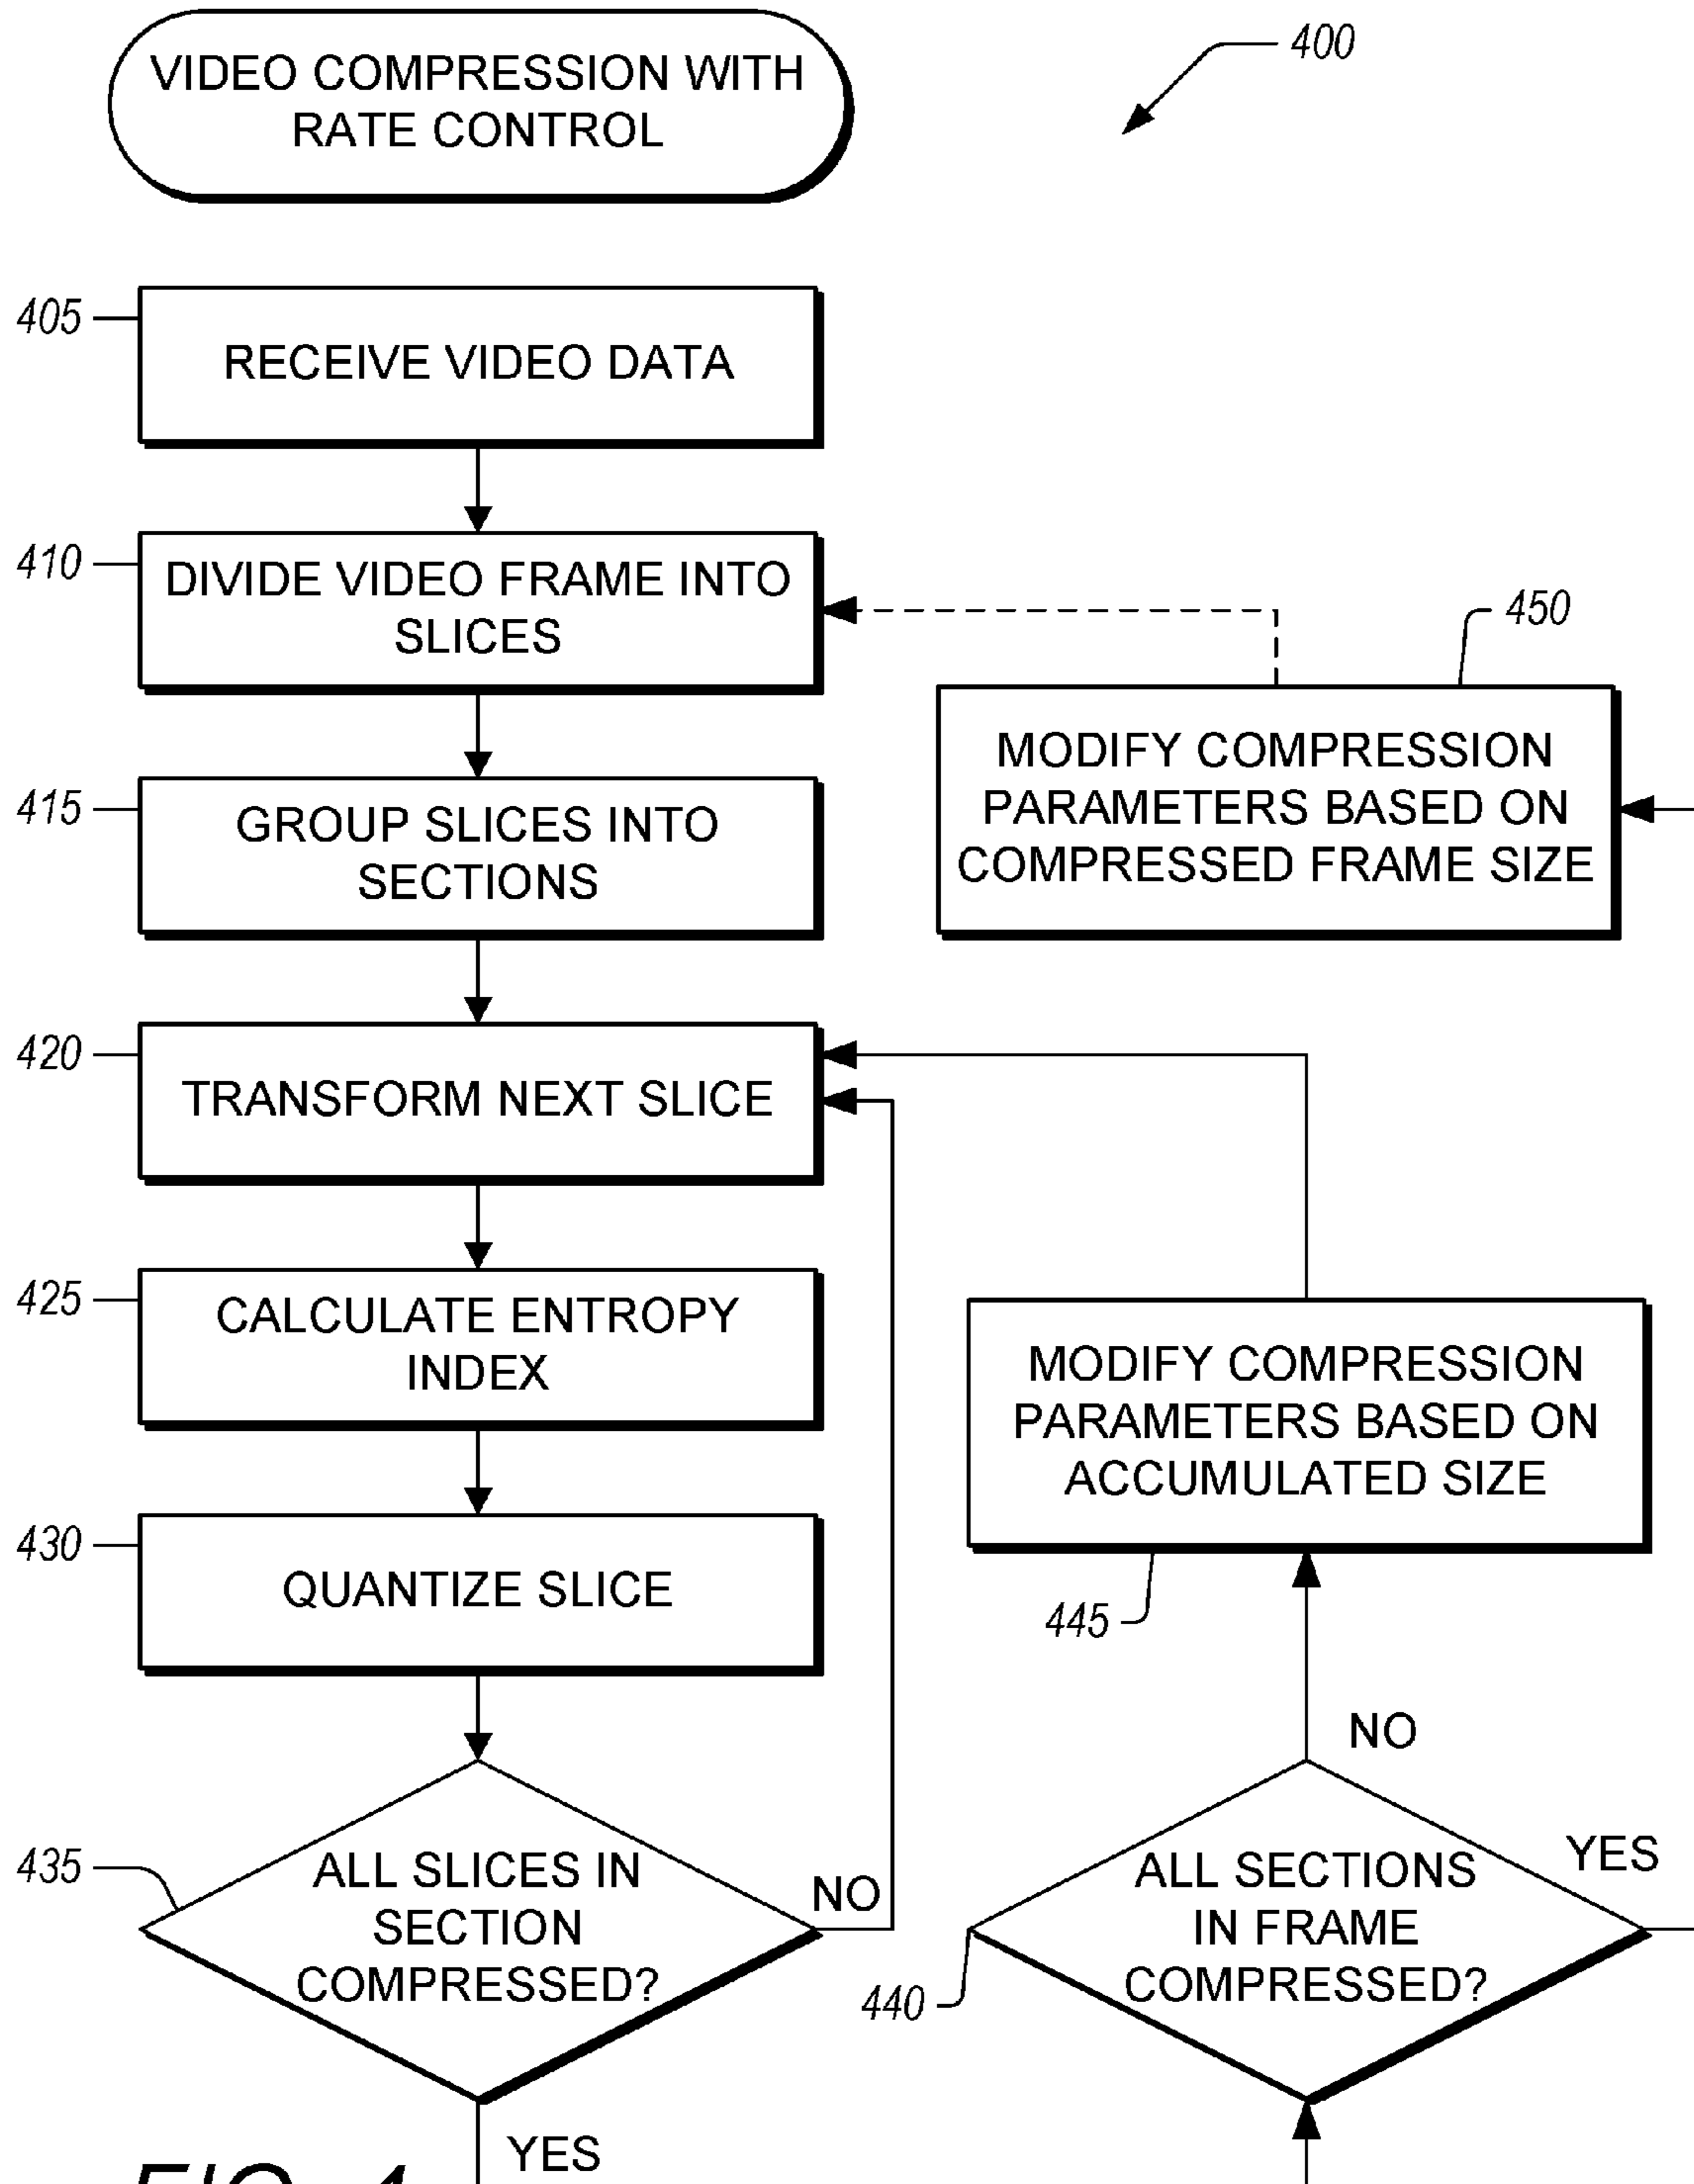 VIDEO COMPRESSION WITH
RATE CONTROL
400
405
RECEIVE VIDEO DATA
410
DIVIDE VIDEO FRAME INTO
SLICES
450
MODIFY COMPRESSION
PARAMETERS BASED ON
COMPRESSED FRAME SIZE
415
GROUP SLICES INTO
SECTIONS
420
TRANSFORM NEXT SLICE
425
CALCULATE ENTROPY
INDEX
MODIFY COMPRESSION
PARAMETERS BASED ON
ACCUMULATED SIZE
445
430
QUANTIZE SLICE
435
ALL SLICES IN
SECTION
COMPRESSED?
NO
YES
NO
440
ALL SECTIONS
IN FRAME
COMPRESSED?
YES
FIG. 4